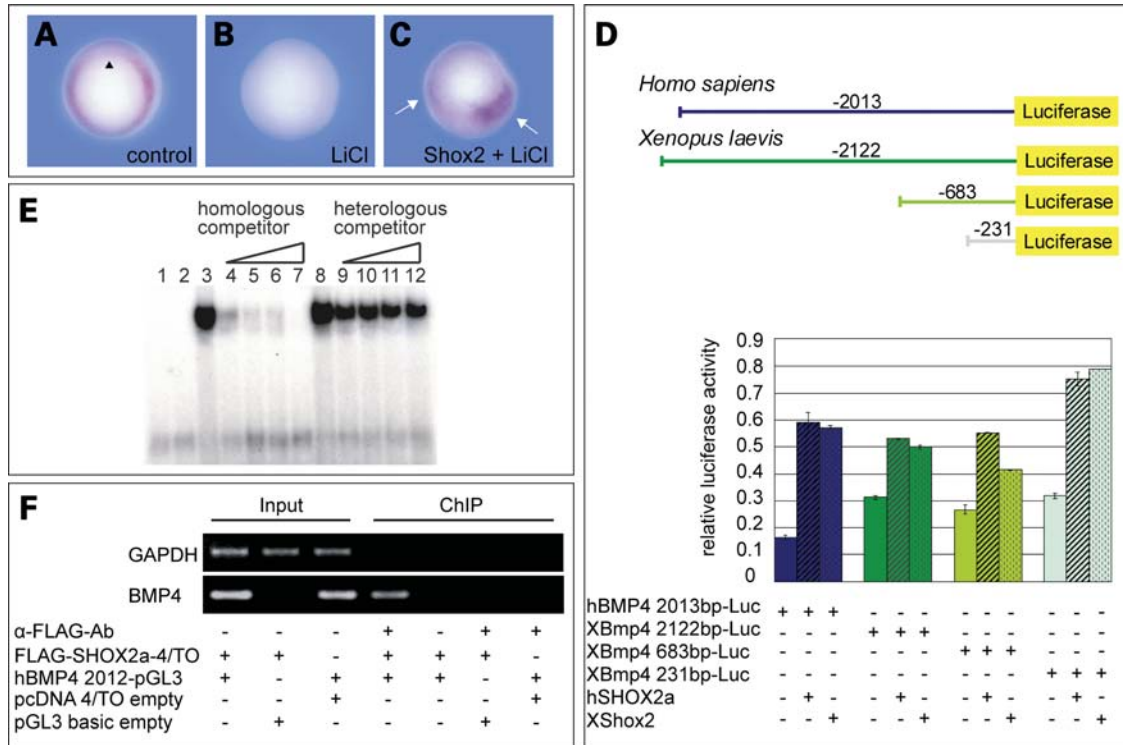 A
control
B
LiCl
C
Shox2 + LiCl
D
Homo sapiens
-2013
Luciferase
Xenopus laevis
-2122
Luciferase
-683
Luciferase
-231
Luciferase
relative luciferase activity
0.9
0.8
0.7
0.6
0.5
0.4
0.3
0.2
0.1
0
hBMP4 2013bp-Luc + + + - - - - - - - - -
XBmp4 2122bp-Luc - - - + + + - - - - - -
XBmp4 683bp-Luc - - - - - - + + + - - -
XBmp4 231bp-Luc - - - - - - - - - + + +
hSHOX2a - + - - + - - + - - + -
XShox2 - - + - - + - - + - - +
E
homologous competitor
heterologous competitor
1 2 3 4 5 6 7 8 9 10 11 12
F
Input ChIP
GAPDH
BMP4
α-FLAG-Ab - - - + - + +
FLAG-SHOX2a-4/TO + + - + + + -
hBMP4 2012-pGL3 + - + + + - +
pcDNA 4/TO empty - - + - - - +
pGL3 basic empty - + - - - + -